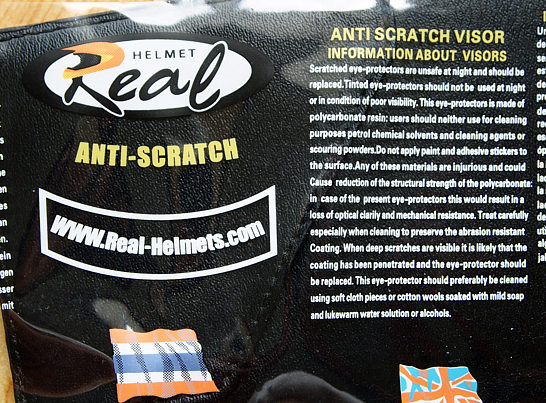 HELMET
Real
ANTI-SCRATCH
www.Real-Helmets.com
ANTI SCRATCH VISOR
INFORMATION ABOUT VISORS
Scratched eye-protectors are unsafe at night and should be
replaced.Tinted eye-protectors should not be used at night
or in condition of poor visibility. This eye-protectors is made of
polycarbonate resin: users should neither use for cleaning
purposes petrol chemical solvents and cleaning agents or
scouring powders.Do not apply paint and adhesive stickers to
the surface.Any of these materials are injurious and could
Cause reduction of the structural strength of the polycarbonate:
in case of the present eye-protectors this would result in a
loss of optical clarity and mechanical resistance. Treat carefully
especially when cleaning to preserve the abrasion resistant
Coating. When deep scratches are visible it is likely that the
coating has been penetrated and the eye-protector should
be replaced. This eye-protector should preferably be cleaned
using soft cloth pieces or cotton wools soaked with mild soap
and lukewarm water solution or alcohols.